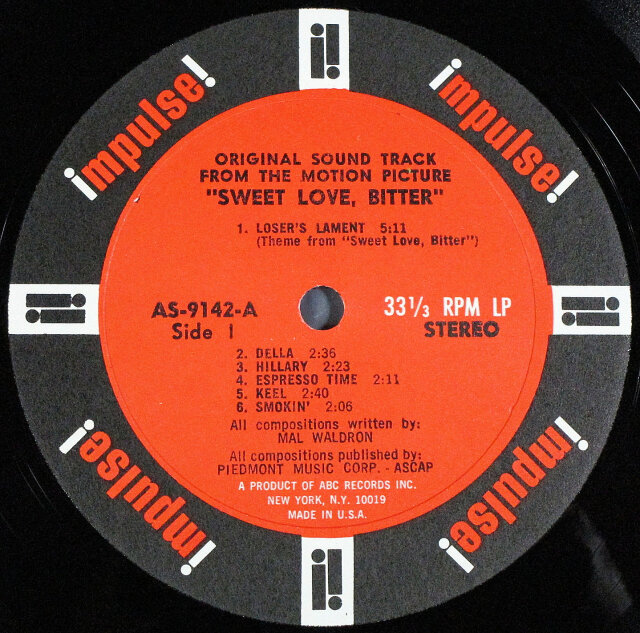 impulse!
impulse!
ORIGINAL SOUND TRACK
FROM THE MOTION PICTURE
"SWEET LOVE, BITTER"
1. LOSER'S LAMENT 5:11
(Theme from "Sweet Love, Bitter")
AS-9142-A
Side 1
33 1/3 RPM LP
STEREO
2. DELLA 2:36
3. HILLARY 2:23
4. ESPRESSO TIME 2:11
5. KEEL 2:40
6. SMOKIN' 2:06
All compositions written by:
MAL WALDRON
All compositions published by:
PIEDMONT MUSIC CORP. - ASCAP
A PRODUCT OF ABC RECORDS INC.
NEW YORK, N.Y. 10019
MADE IN U.S.A.
impulse!
impulse!